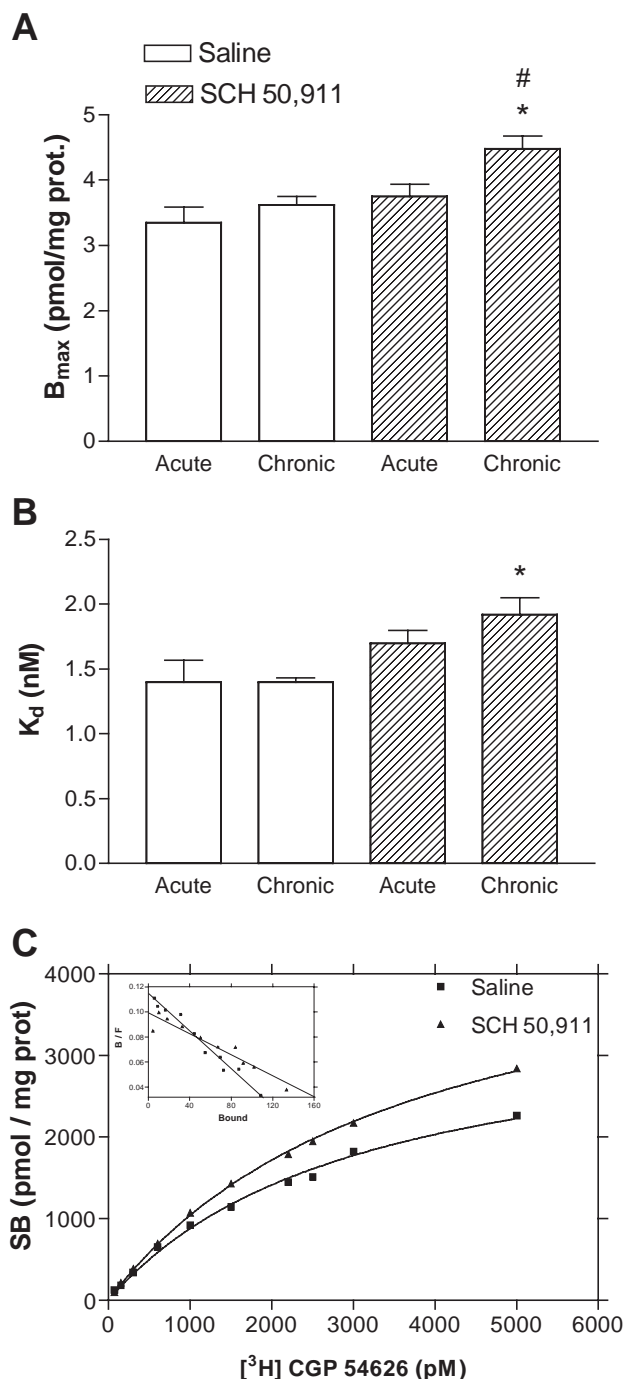 A
Saline
SCH 50,911
#
*
5
4
3
2
1
0
B_max (pmol/mg prot.)
Acute Chronic Acute Chronic
B
2.5
2.0
1.5
1.0
0.5
0.0
K_d (nM)
*
Acute Chronic Acute Chronic
C
4000
3000
2000
1000
0
SB (pmol / mg prot)
Saline
SCH 50,911
0.12
0.10
0.08
0.06
0.04
B / F
0 40 80 120 160
Bound
0 1000 2000 3000 4000 5000 6000
[³H] CGP 54626 (pM)